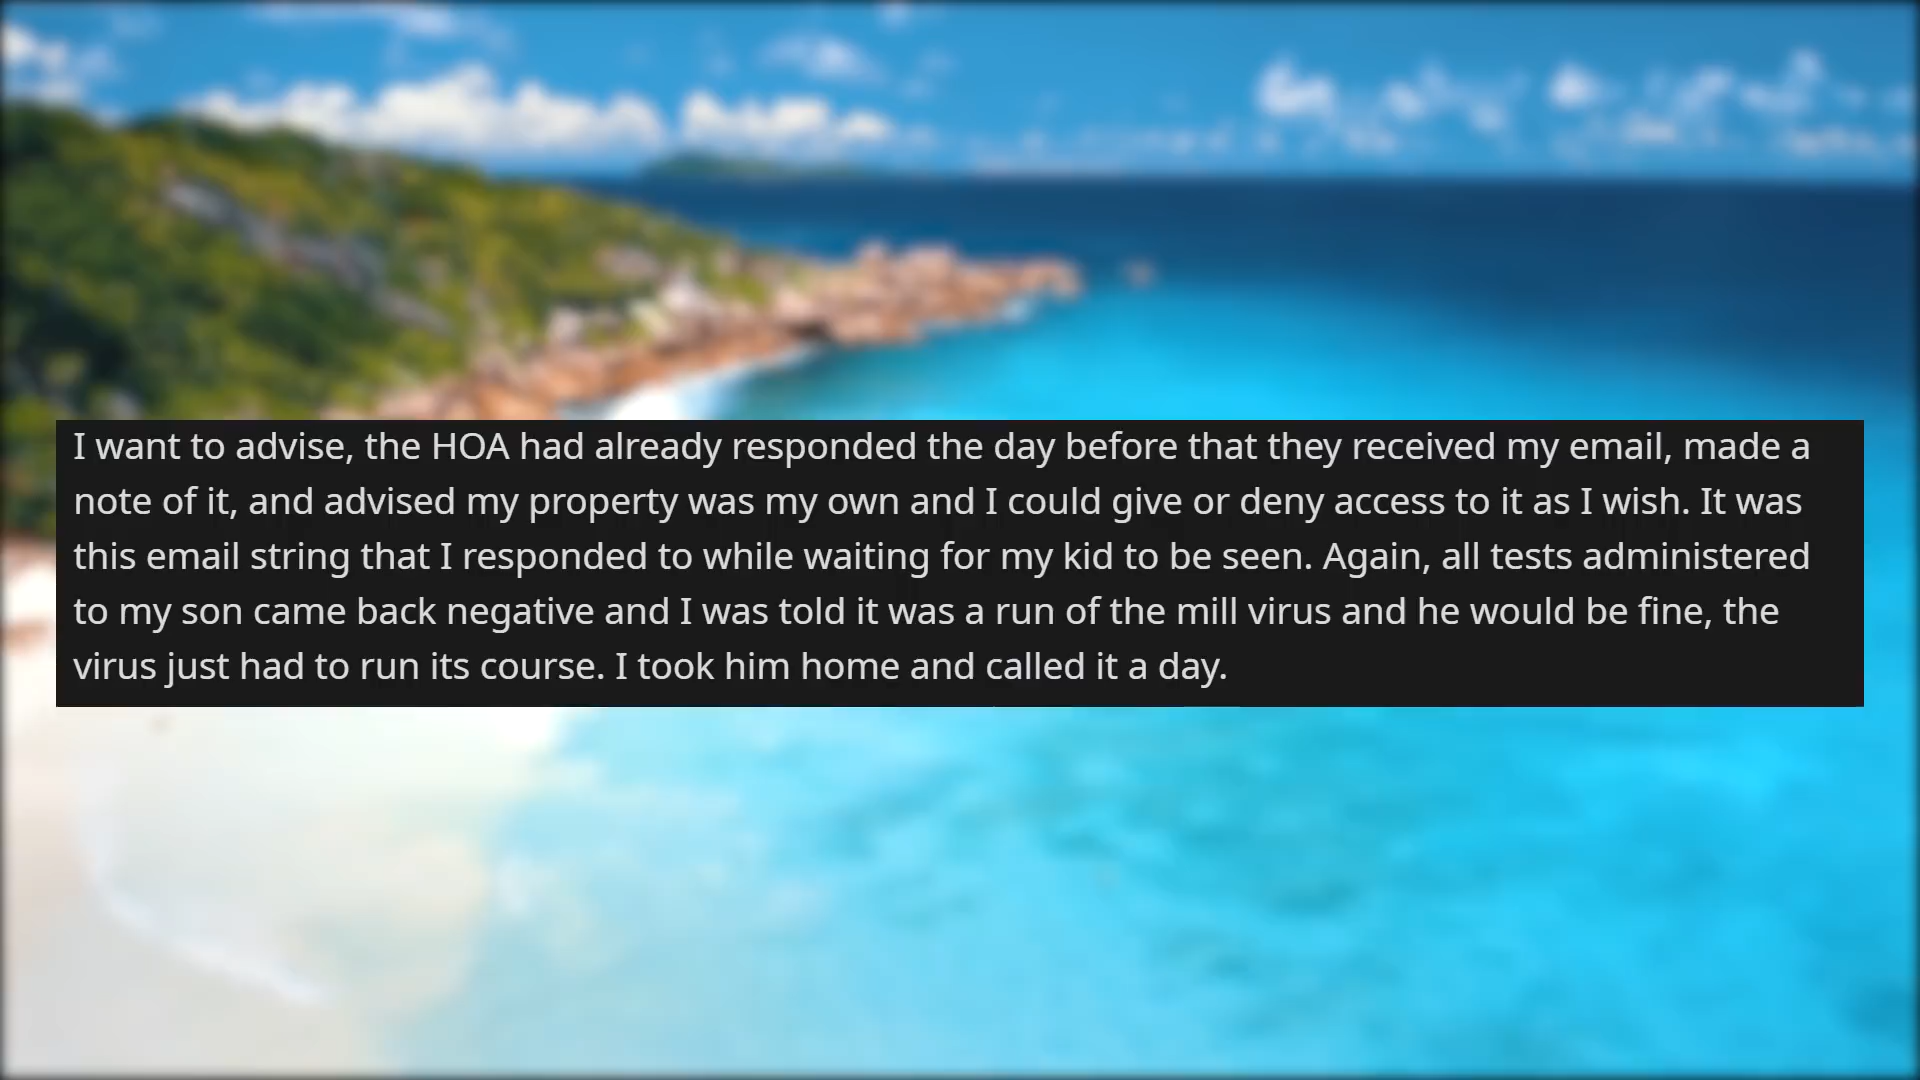 I want to advise, the HOA had already responded the day before that they received my email, made a
note of it, and advised my property was my own and I could give or deny access to it as I wish. It was
this email string that I responded to while waiting for my kid to be seen. Again, all tests administered
to my son came back negative and I was told it was a run of the mill virus and he would be fine, the
virus just had to run its course. I took him home and called it a day.